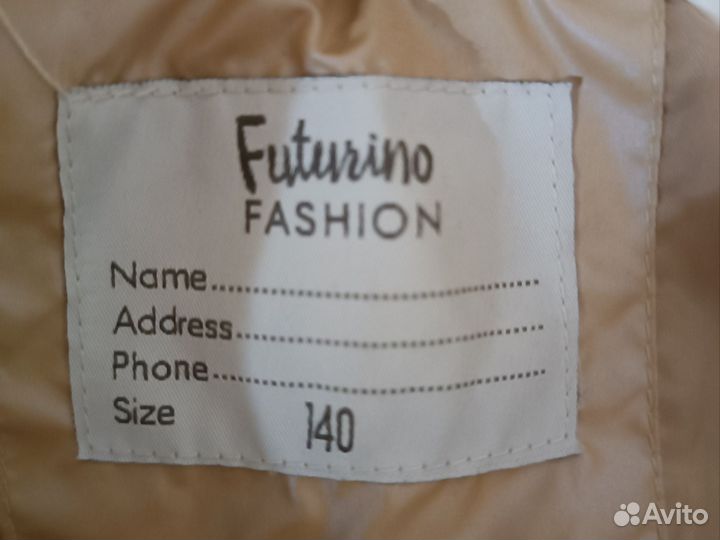 Futurino
FASHION
Name........................................
Address.....................................
Phone.......................................
Size 140
Avito